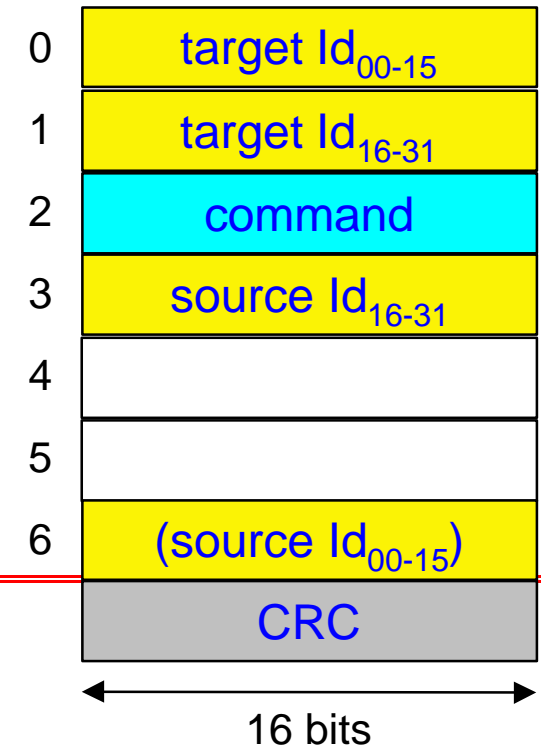 0 target Id00-15
1 target Id16-31
2 command
3 source Id16-31
4
5
6 (source Id00-15)
CRC
16 bits